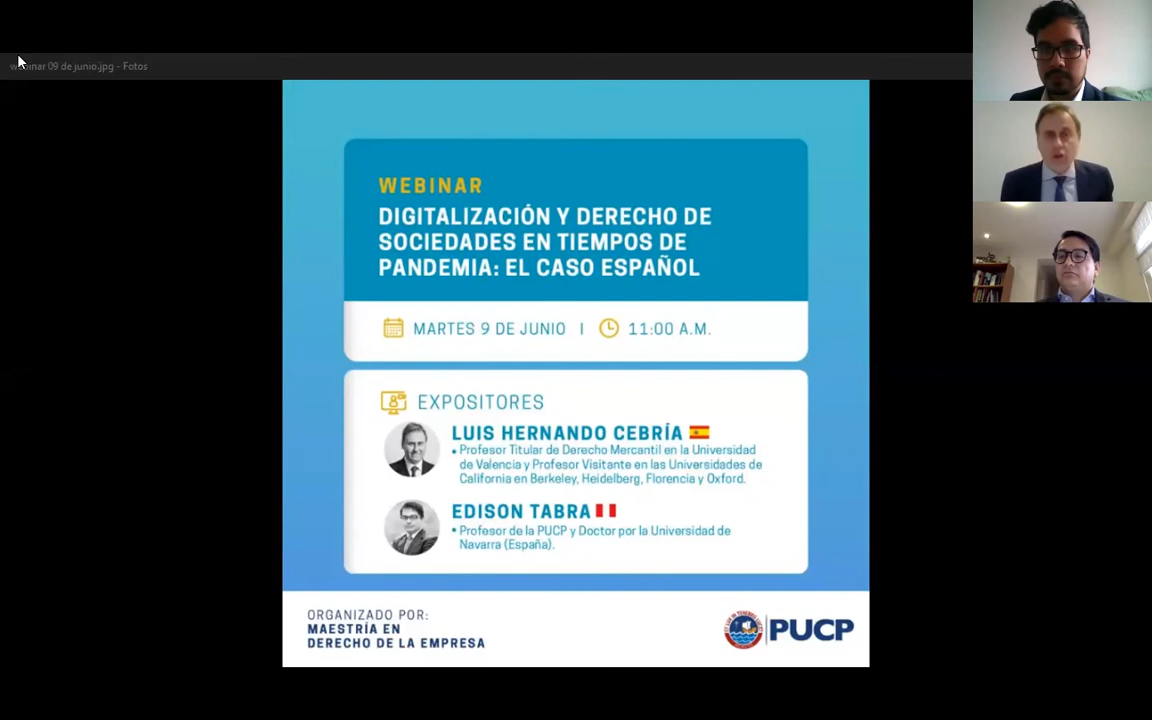 webinar 09 de junio.jpg - Fotos
WEBINAR
DIGITALIZACIÓN Y DERECHO DE
SOCIEDADES EN TIEMPOS DE
PANDEMIA: EL CASO ESPAÑOL
MARTES 9 DE JUNIO | 11:00 A.M.
EXPOSITORES
LUIS HERNANDO CEBRÍA
• Profesor Titular de Derecho Mercantil en la Universidad
de Valencia y Profesor Visitante en las Universidades de
California en Berkeley, Heidelberg, Florencia y Oxford.
EDISON TABRA
• Profesor de la PUCP y Doctor por la Universidad de
Navarra (España).
ORGANIZADO POR:
MAESTRÍA EN
DERECHO DE LA EMPRESA
PUCP